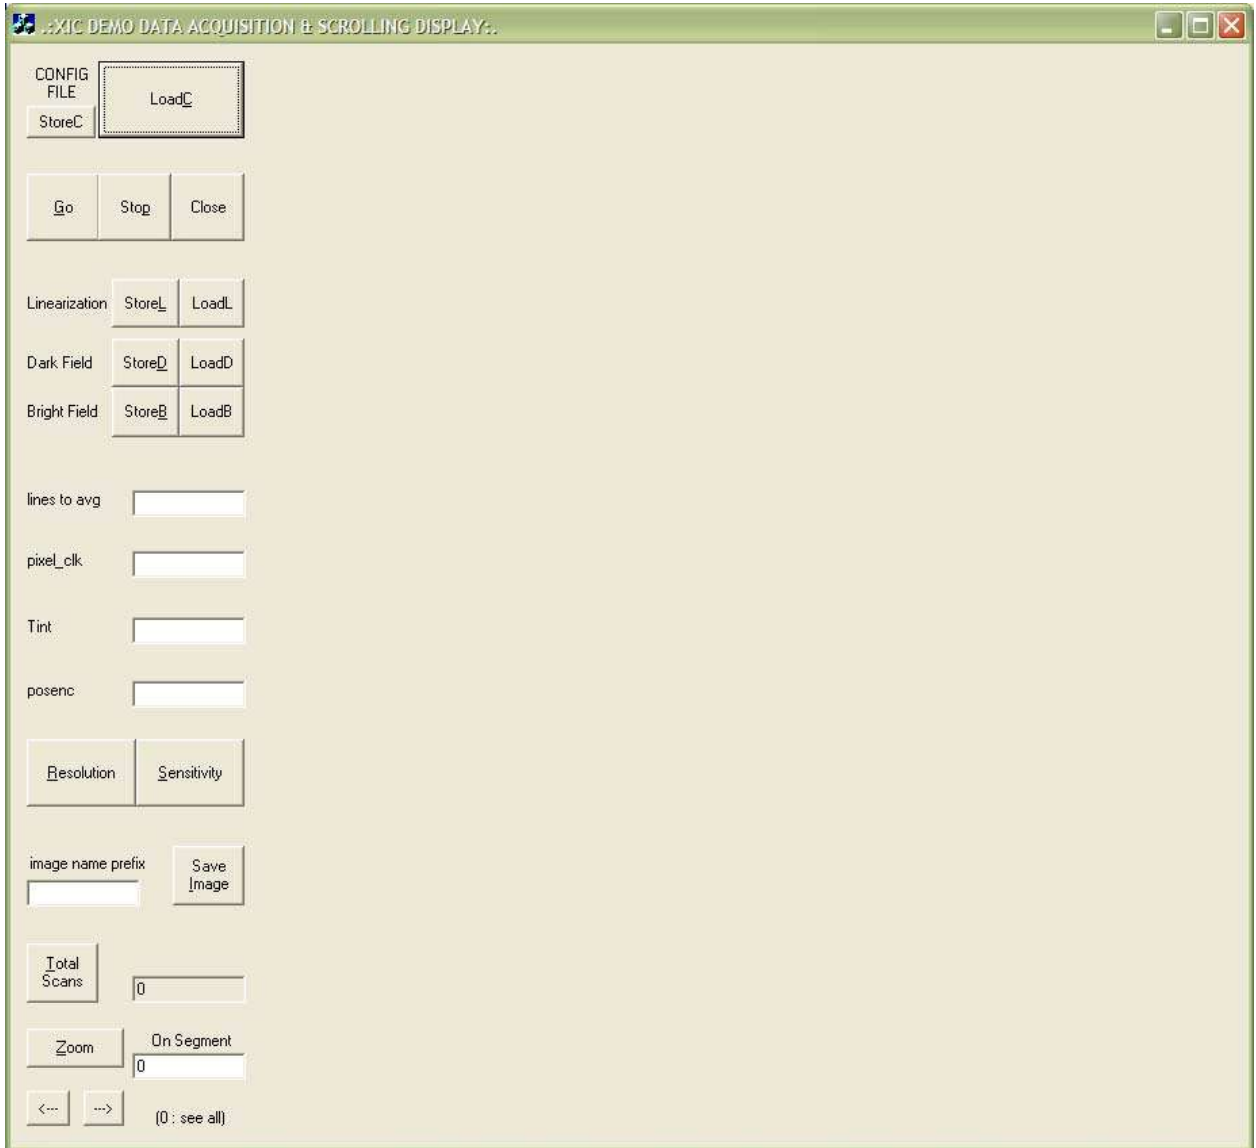 .:XIC DEMO DATA ACQUISITION & SCROLLING DISPLAY:.
CONFIG
FILE
LoadC
StoreC
Go Stop Close
Linearization StoreL LoadL
Dark Field StoreD LoadD
Bright Field StoreB LoadB
lines to avg
pixel_clk
Tint
posenc
Resolution Sensitivity
image name prefix
Save
Image
Total
Scans
0
Zoom
On Segment
0
<--- --->
(0 : see all)